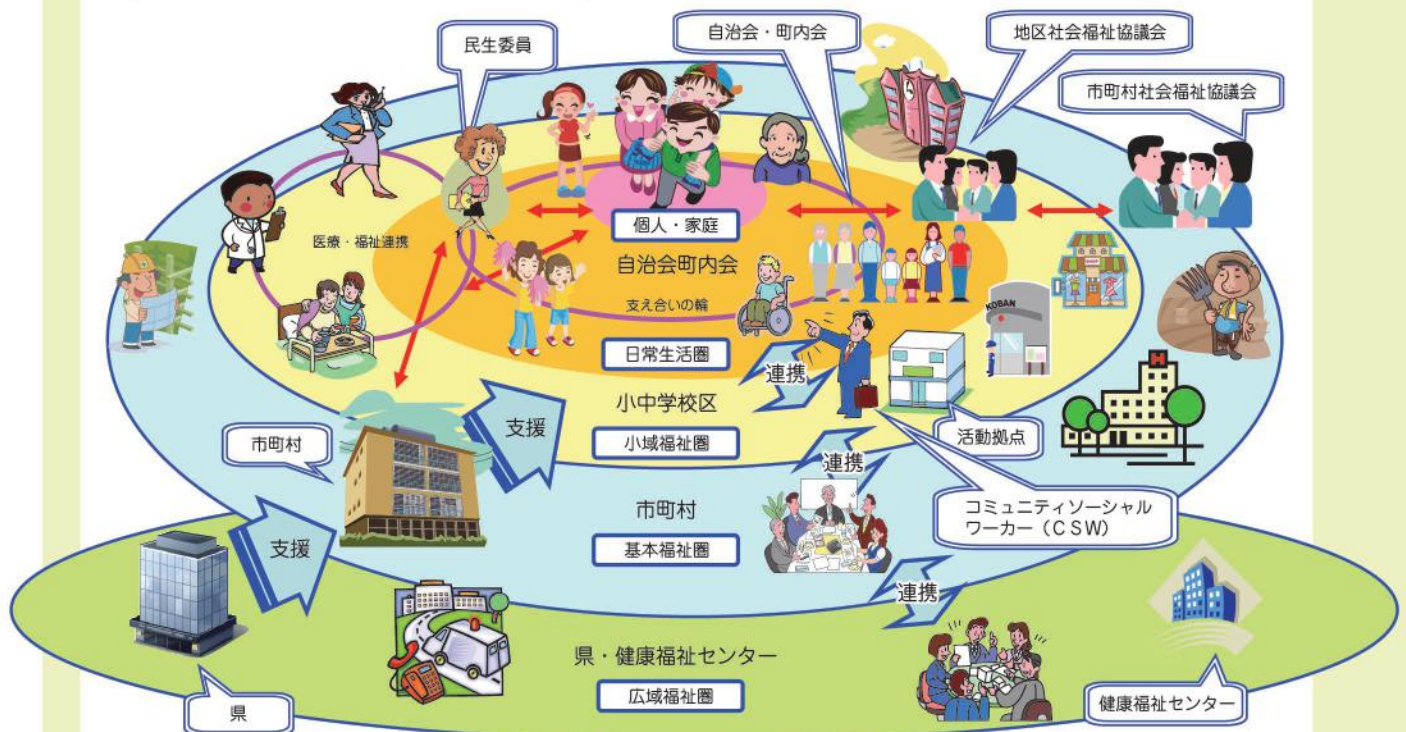 民生委員
自治会・町内会
地区社会福祉協議会
市町村社会福祉協議会
個人・家庭
医療・福祉連携
自治会町内会
支え合いの輪
KOBAN
日常生活圏
連携
小中学校区
支援
小域福祉圏
活動拠点
H
市町村
連携
コミュニティソーシャル
ワーカー（CSW）
市町村
基本福祉圏
支援
連携
県・健康福祉センター
広域福祉圏
県
健康福祉センター